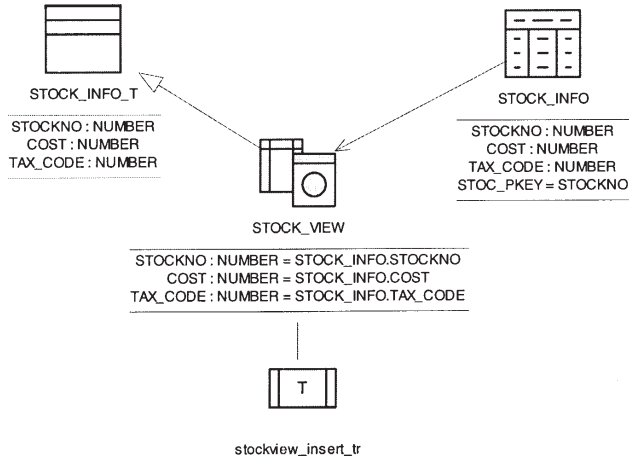 STOCK_INFO_T
STOCKNO : NUMBER
COST : NUMBER
TAX_CODE : NUMBER
STOCK_INFO
STOCKNO : NUMBER
COST : NUMBER
TAX_CODE : NUMBER
STOC_PKEY = STOCKNO
STOCK_VIEW
STOCKNO : NUMBER = STOCK_INFO.STOCKNO
COST : NUMBER = STOCK_INFO.COST
TAX_CODE : NUMBER = STOCK_INFO.TAX_CODE
T
stockview_insert_tr